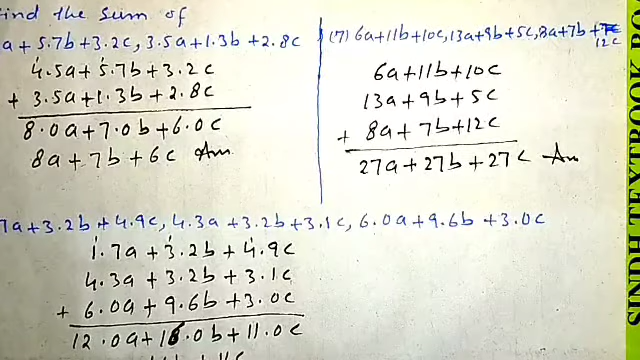 Find the Sum of
a + 5.7b + 3.2c, 3.5a + 1.3b + 2.8c
4.5a + 5.7b + 3.2c
+ 3.5a + 1.3b + 2.8c
8.0a + 7.0b + 6.0c
8a + 7b + 6c Ans
(7) 6a + 11b + 10c, 13a + 9b + 5c, 8a + 7b +
12c
6a + 11b + 10c
13a + 9b + 5c
+ 8a + 7b + 12c
27a + 27b + 27c Ans
7a + 3.2b + 4.9c, 4.3a + 3.2b + 3.1c, 6.0a + 9.6b + 3.0c
1.7a + 3.2b + 4.9c
4.3a + 3.2b + 3.1c
+ 6.0a + 9.6b + 3.0c
12.0a + 16.0b + 11.0c
SINDH TEXTBOOK BO